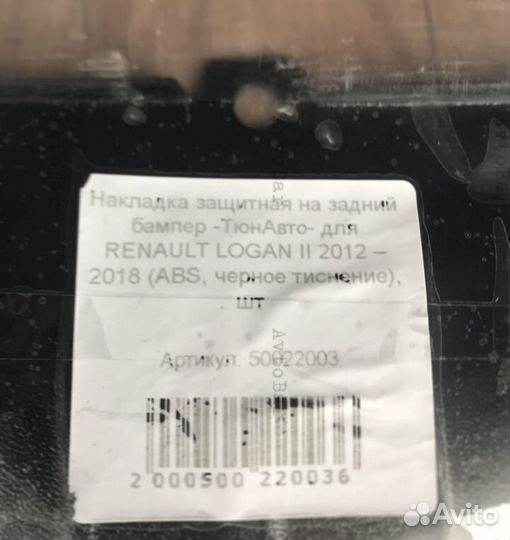 Накладка защитная на задний
бампер -ТюнАвто- для
RENAULT LOGAN II 2012 –
2018 (ABS, черное тиснение),
шт
Артикул: 50022003
2 000500 220036
Avito